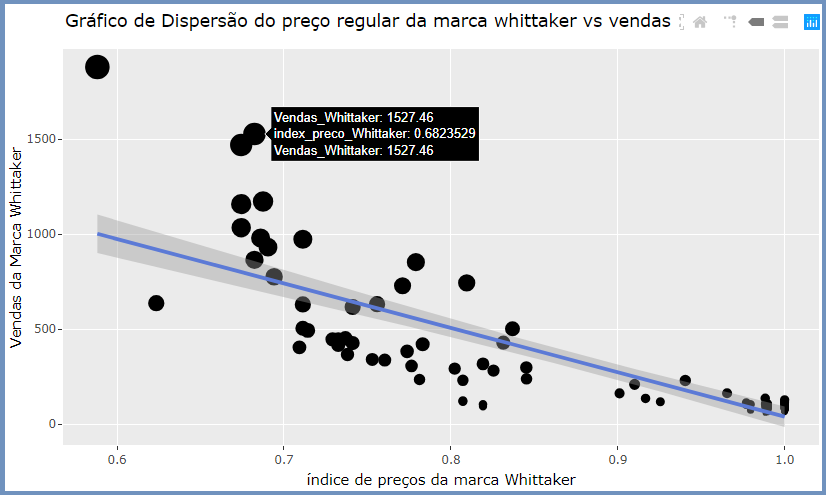 Gráfico de Dispersão do preço regular da marca whittaker vs vendas
Vendas_Whittaker: 1527.46
index_preco_Whittaker: 0.6823529
Vendas_Whittaker: 1527.46
Vendas da Marca Whittaker
1500
1000
500
0
0.6 0.7 0.8 0.9 1.0
índice de preços da marca Whittaker